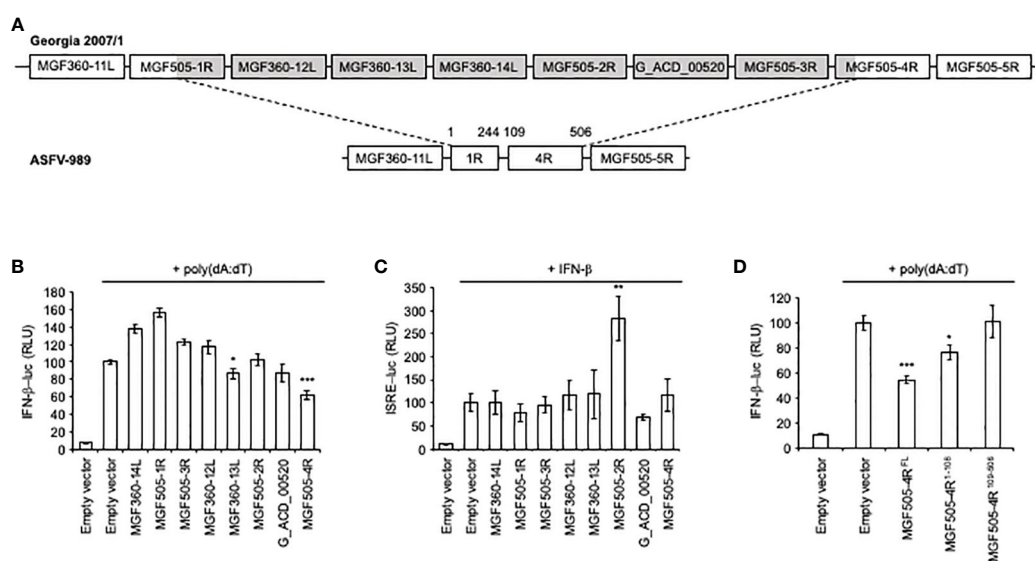 A
Georgia 2007/1
MGF360-11L MGF505-1R MGF360-12L MGF360-13L MGF360-14L MGF505-2R G_ACD_00520 MGF505-3R MGF505-4R MGF505-5R
1 244 109 506
ASFV-989
MGF360-11L 1R 4R MGF505-5R
B
+ poly(dA:dT)
IFN-β–luc (RLU)
180
160
140
120
100
80
60
40
20
0
*
***
Empty vector
Empty vector
MGF360-14L
MGF505-1R
MGF505-3R
MGF360-12L
MGF360-13L
MGF505-2R
G_ACD_00520
MGF505-4R
C
+ IFN-β
ISRE–luc (RLU)
350
300
250
200
150
100
50
0
**
Empty vector
Empty vector
MGF360-14L
MGF505-1R
MGF505-3R
MGF360-12L
MGF360-13L
MGF505-2R
G_ACD_00520
MGF505-4R
D
+ poly(dA:dT)
IFN-β–luc (RLU)
120
100
80
60
40
20
0
***
*
Empty vector
Empty vector
MGF505-4R FL
MGF505-4R 1-108
MGF505-4R 109-506